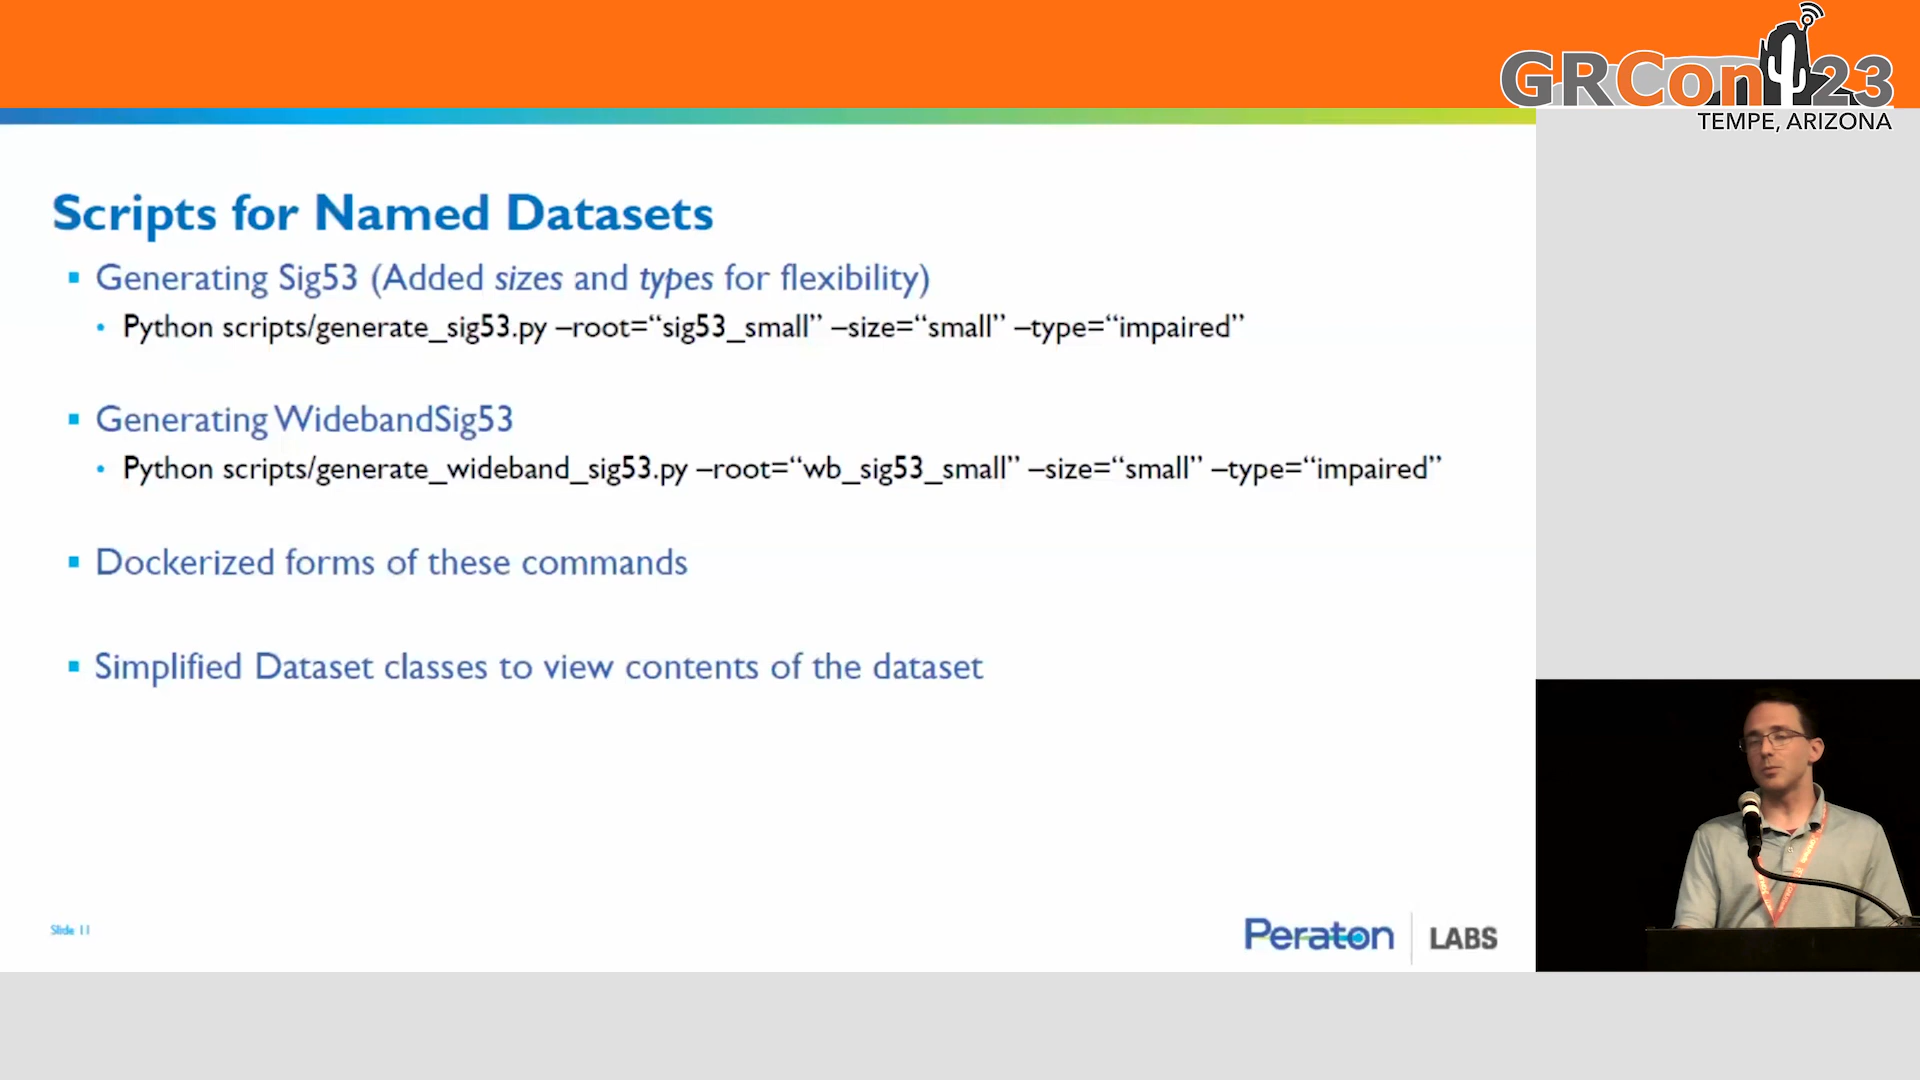 GRCon 23
TEMPE, ARIZONA
Scripts for Named Datasets
Generating Sig53 (Added sizes and types for flexibility)
Python scripts/generate_sig53.py –root=“sig53_small” –size=“small” –type=“impaired”
Generating WidebandSig53
Python scripts/generate_wideband_sig53.py –root=“wb_sig53_small” –size=“small” –type=“impaired”
Dockerized forms of these commands
Simplified Dataset classes to view contents of the dataset
Slide 11
Peraton LABS